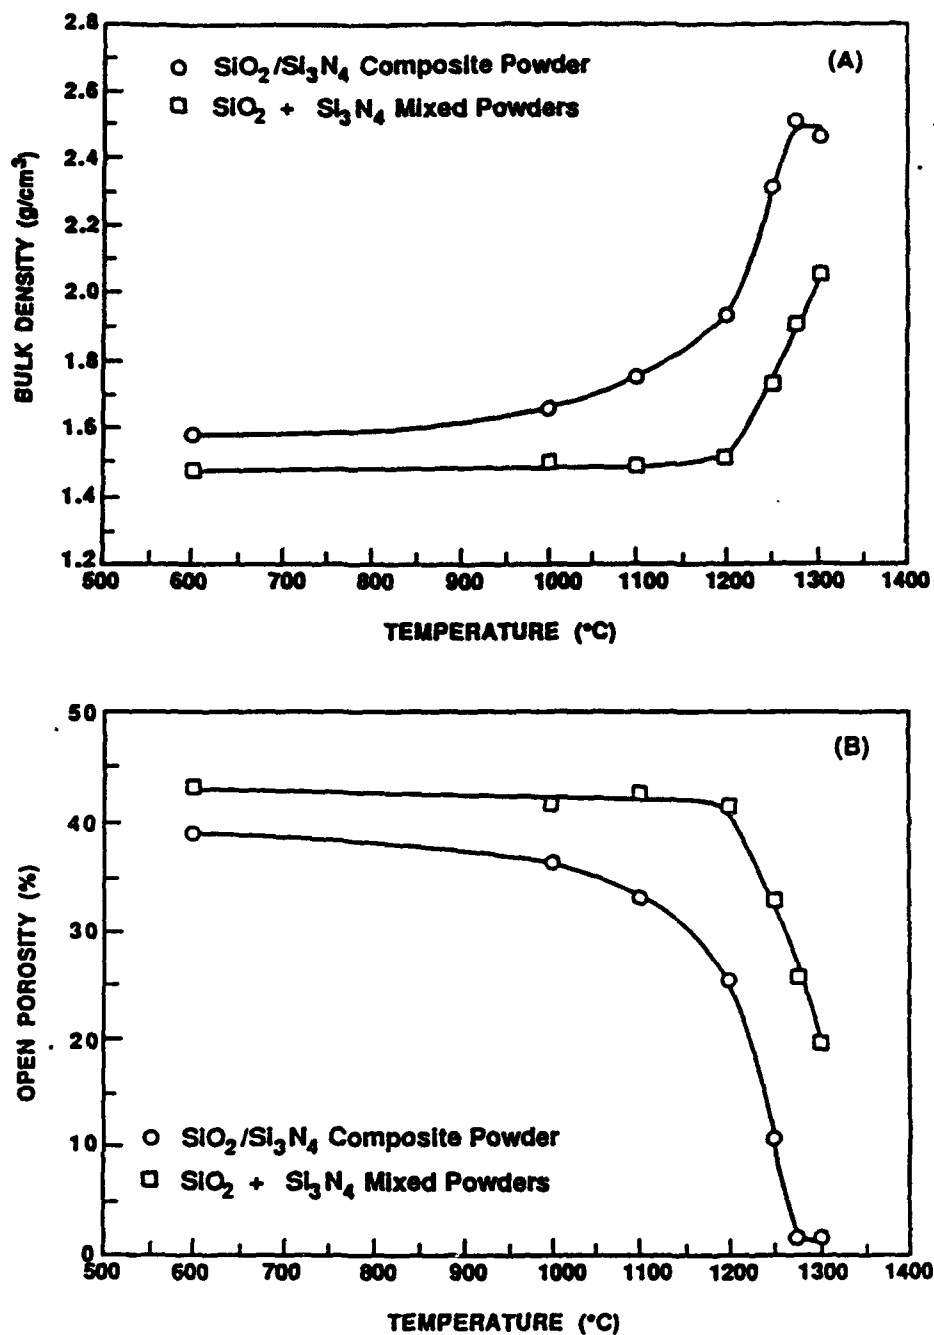 2.8
SiO2/Si3N4 Composite Powder
(A)
SiO2 + Si3N4 Mixed Powders
2.6
2.4
2.2
2.0
1.8
1.6
1.4
1.2
BULK DENSITY (g/cm3)
500 600 700 800 900 1000 1100 1200 1300 1400
TEMPERATURE (°C)
50
(B)
40
30
20
10
0
OPEN POROSITY (%)
SiO2/Si3N4 Composite Powder
SiO2 + Si3N4 Mixed Powders
500 600 700 800 900 1000 1100 1200 1300 1400
TEMPERATURE (°C)